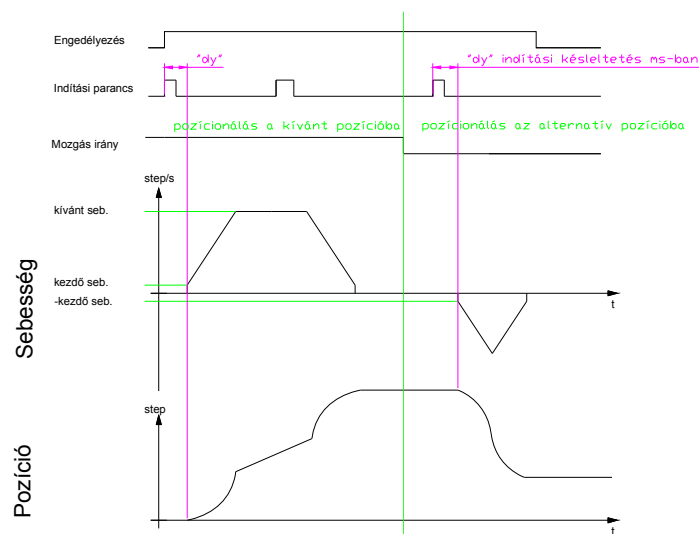 Engedélyezés
"dy"
"dy" indítási késleltetés ms-ban
Indítási parancs
pozícionálás a kívánt pozícióba
pozícionálás az alternatív pozícióba
Mozgás irány
step/s
kívánt seb.
kezdő seb.
-kezdő seb.
t
Sebesség
step
Pozíció
t